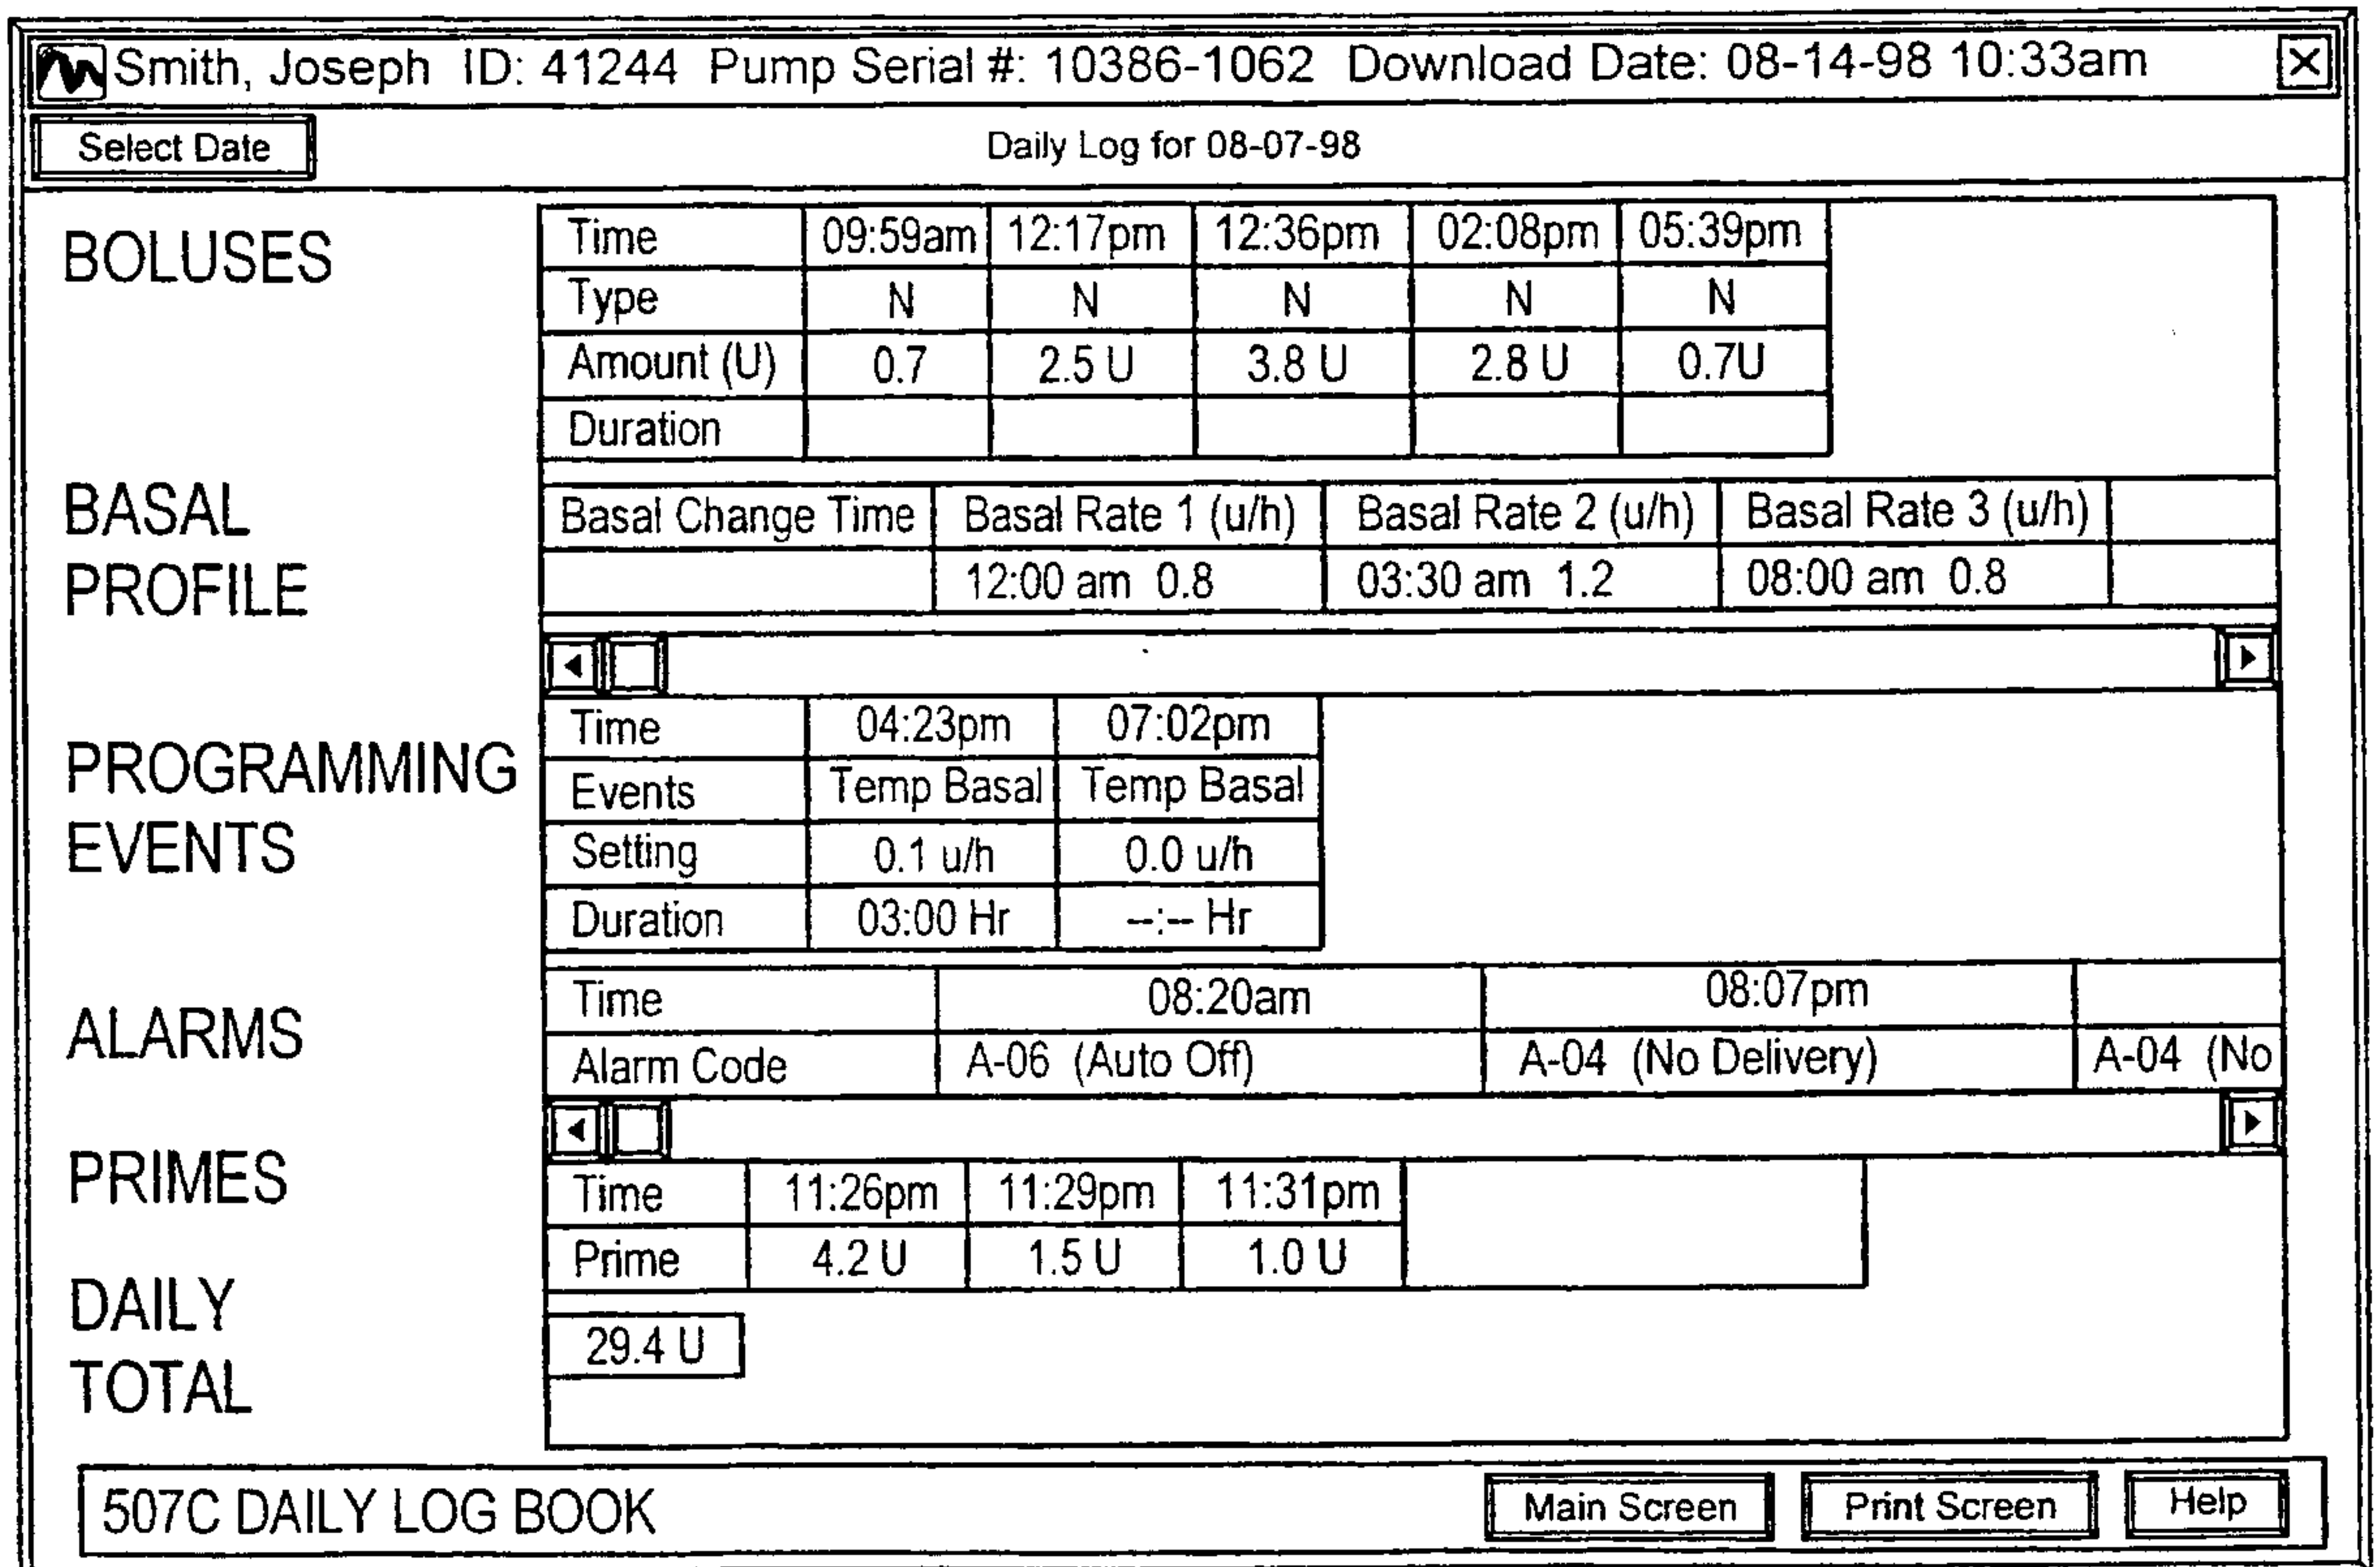 Smith, Joseph ID: 41244 Pump Serial #: 10386-1062 Download Date: 08-14-98 10:33am
Select Date Daily Log for 08-07-98
BOLUSES
Time 09:59am 12:17pm 12:36pm 02:08pm 05:39pm
Type N N N N N
Amount (U) 0.7 2.5 U 3.8 U 2.8 U 0.7U
Duration
BASAL
PROFILE
Basal Change Time Basal Rate 1 (u/h) Basal Rate 2 (u/h) Basal Rate 3 (u/h)
12:00 am 0.8 03:30 am 1.2 08:00 am 0.8
PROGRAMMING
EVENTS
Time 04:23pm 07:02pm
Events Temp Basal Temp Basal
Setting 0.1 u/h 0.0 u/h
Duration 03:00 Hr --:-- Hr
ALARMS
Time 08:20am 08:07pm
Alarm Code A-06 (Auto Off) A-04 (No Delivery) A-04 (No
PRIMES
Time 11:26pm 11:29pm 11:31pm
Prime 4.2 U 1.5 U 1.0 U
DAILY
TOTAL
29.4 U
507C DAILY LOG BOOK Main Screen Print Screen Help